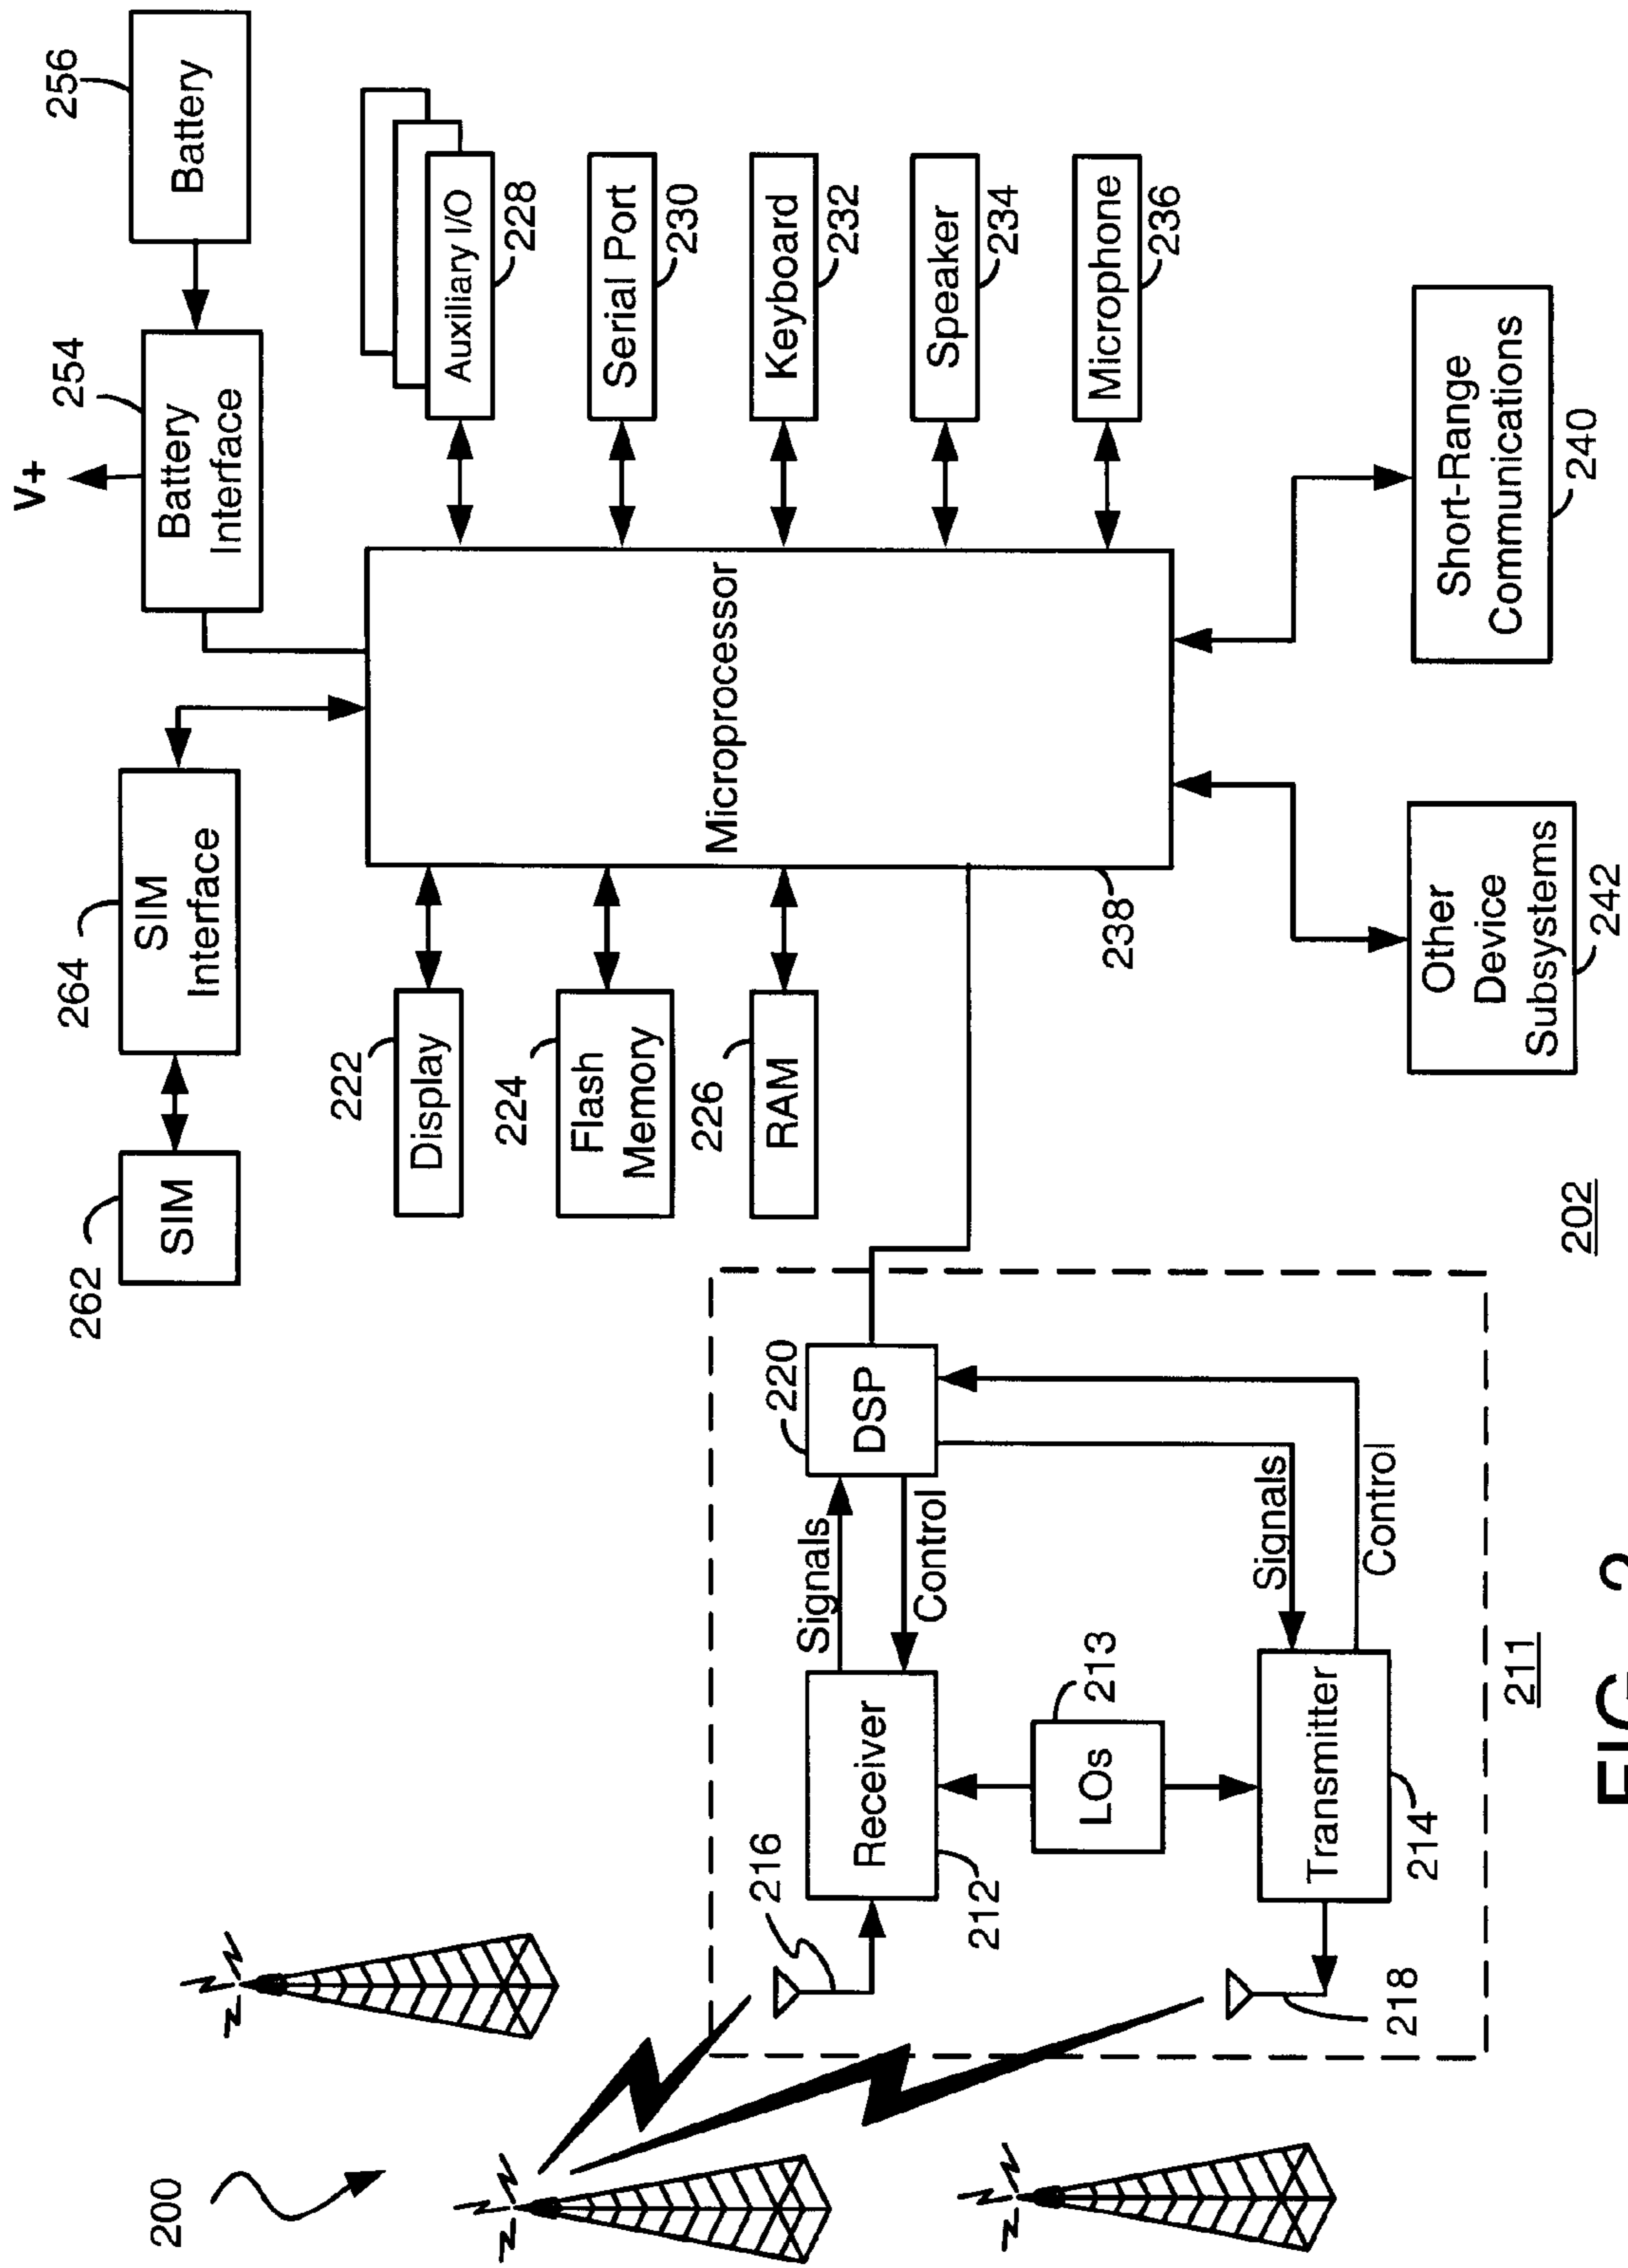 200
262
SIM
264
SIM
Interface
V+
254
Battery
Interface
256
Battery
222
Display
224
Flash
Memory
226
RAM
Microprocessor
238
Auxiliary I/O
228
Serial Port
230
Keyboard
232
Speaker
234
Microphone
236
216
Receiver
212
Signals
Control
220
DSP
213
LOs
Signals
Control
Transmitter
214
218
211
Other
Device
Subsystems
242
Short-Range
Communications
240
202